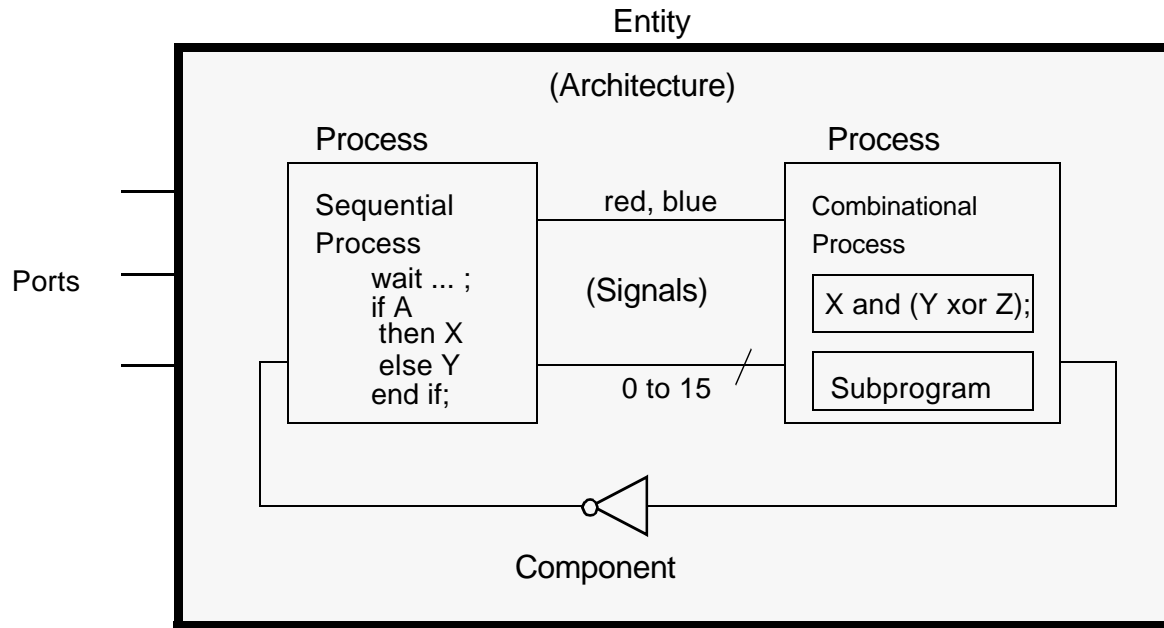 Entity
(Architecture)
Process
Sequential
Process
wait ... ;
if A
then X
else Y
end if;
red, blue
(Signals)
0 to 15
Process
Combinational
Process
X and (Y xor Z);
Subprogram
Ports
Component